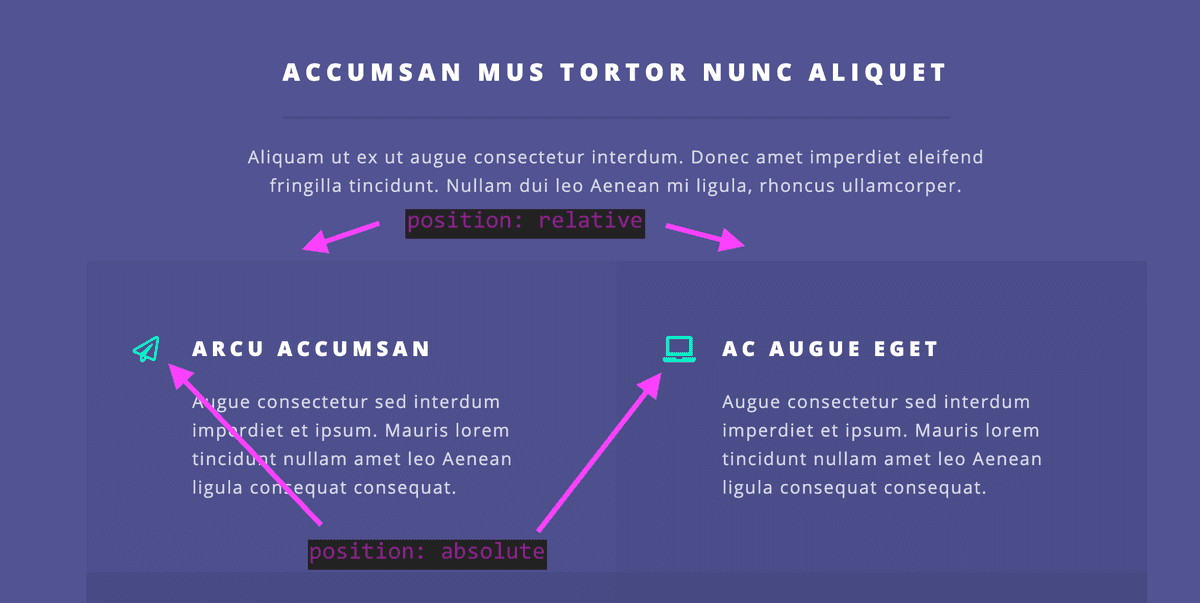 ACCUMSAN MUS TORTOR NUNC ALIQUET
Aliquam ut ex ut augue consectetur interdum. Donec amet imperdiet eleifend
fringilla tincidunt. Nullam dui leo Aenean mi ligula, rhoncus ullamcorper.
position: relative
ARCU ACCUMSAN
Augue consectetur sed interdum
imperdiet et ipsum. Mauris lorem
tincidunt nullam amet leo Aenean
ligula consequat consequat.
AC AUGUE EGET
Augue consectetur sed interdum
imperdiet et ipsum. Mauris lorem
tincidunt nullam amet leo Aenean
ligula consequat consequat.
position: absolute